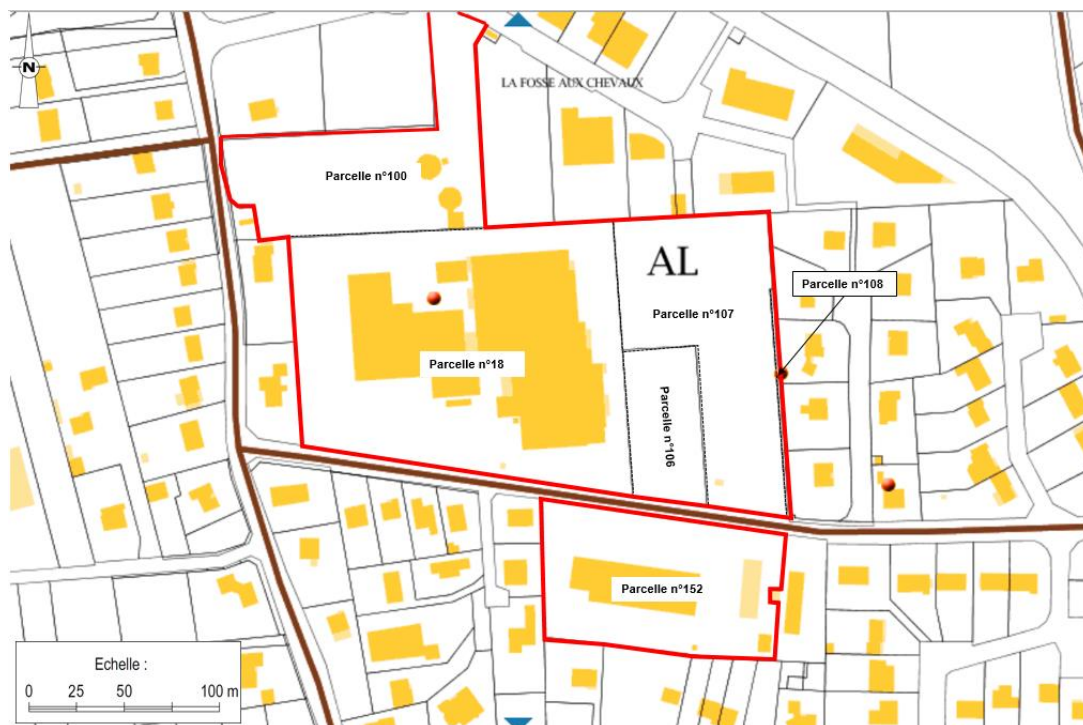 N
LA FOSSE AUX CHEVAUX
Parcelle n°100
AL
Parcelle n°108
Parcelle n°107
Parcelle n°18
Parcelle n°106
Parcelle n°152
Echelle :
0 25 50 100 m